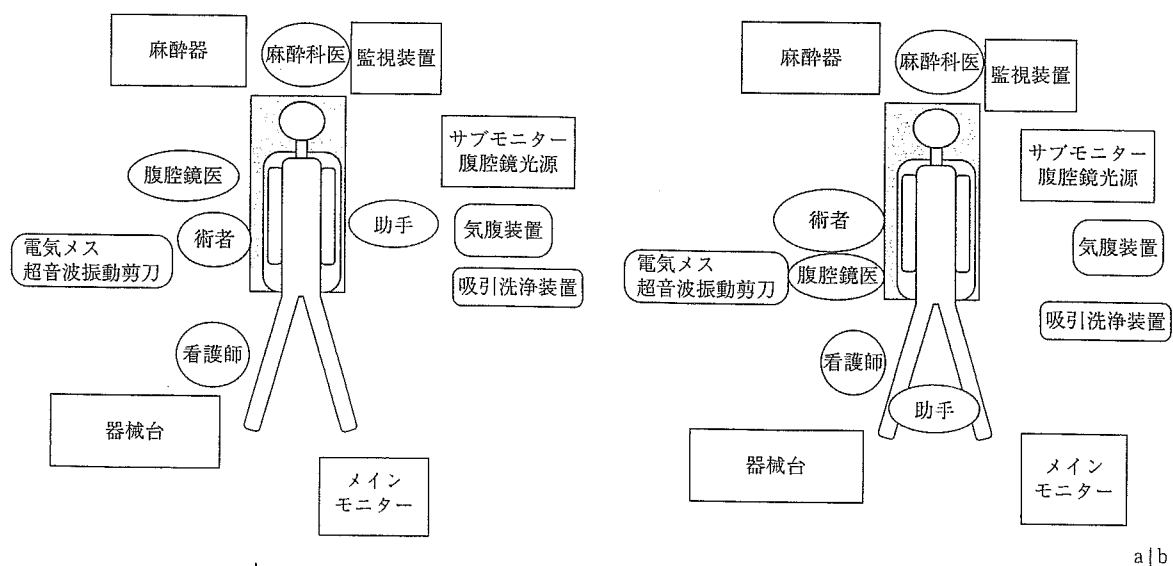 麻酔器
麻酔科医
監視装置
サブモニター
腹腔鏡光源
腹腔鏡医
術者
助手
気腹装置
電気メス
超音波振動剪刀
吸引洗浄装置
看護師
器械台
メイン
モニター
麻酔器
麻酔科医
監視装置
サブモニター
腹腔鏡光源
術者
気腹装置
電気メス
超音波振動剪刀
腹腔鏡医
吸引洗浄装置
看護師
助手
器械台
メイン
モニター
a|b